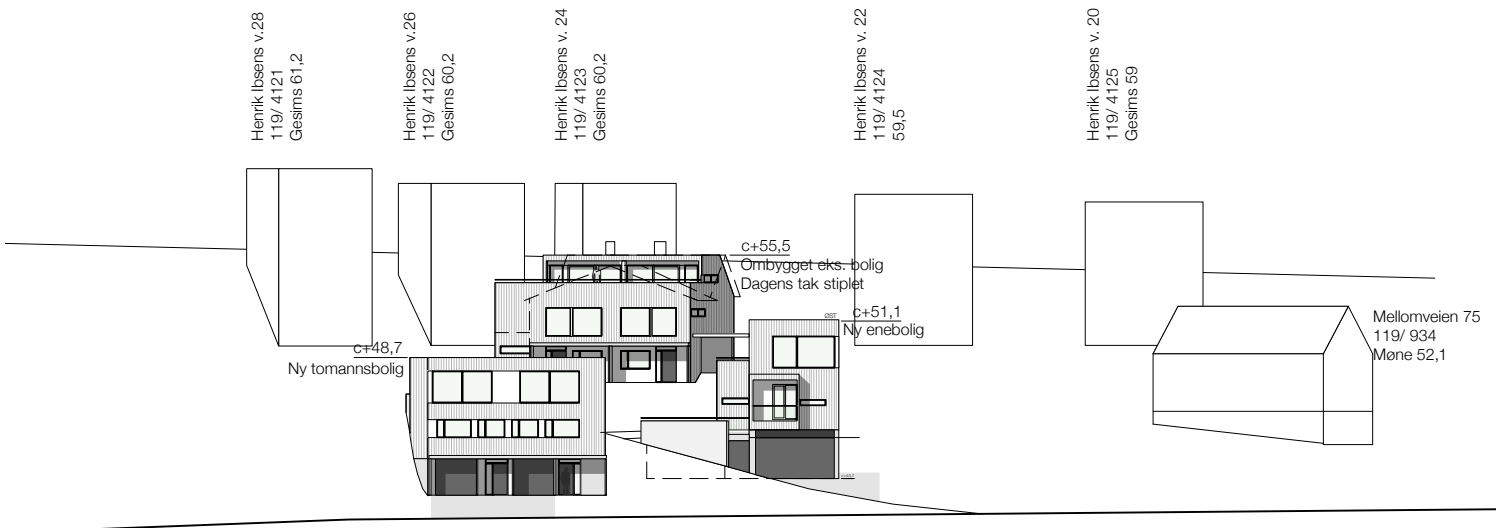 Henrik Ibsens v.28
119/ 4121
Gesims 61,2
Henrik Ibsens v.26
119/ 4122
Gesims 60,2
Henrik Ibsens v. 24
119/ 4123
Gesims 60,2
Henrik Ibsens v. 22
119/ 4124
59,5
Henrik Ibsens v. 20
119/ 4125
Gesims 59
c+55,5
Ombygget eks. bolig
Dagens tak stiplet
ØST
c+51,1
Ny enebolig
Mellomveien 75
119/ 934
Møne 52,1
c+48,7
Ny tomannsbolig